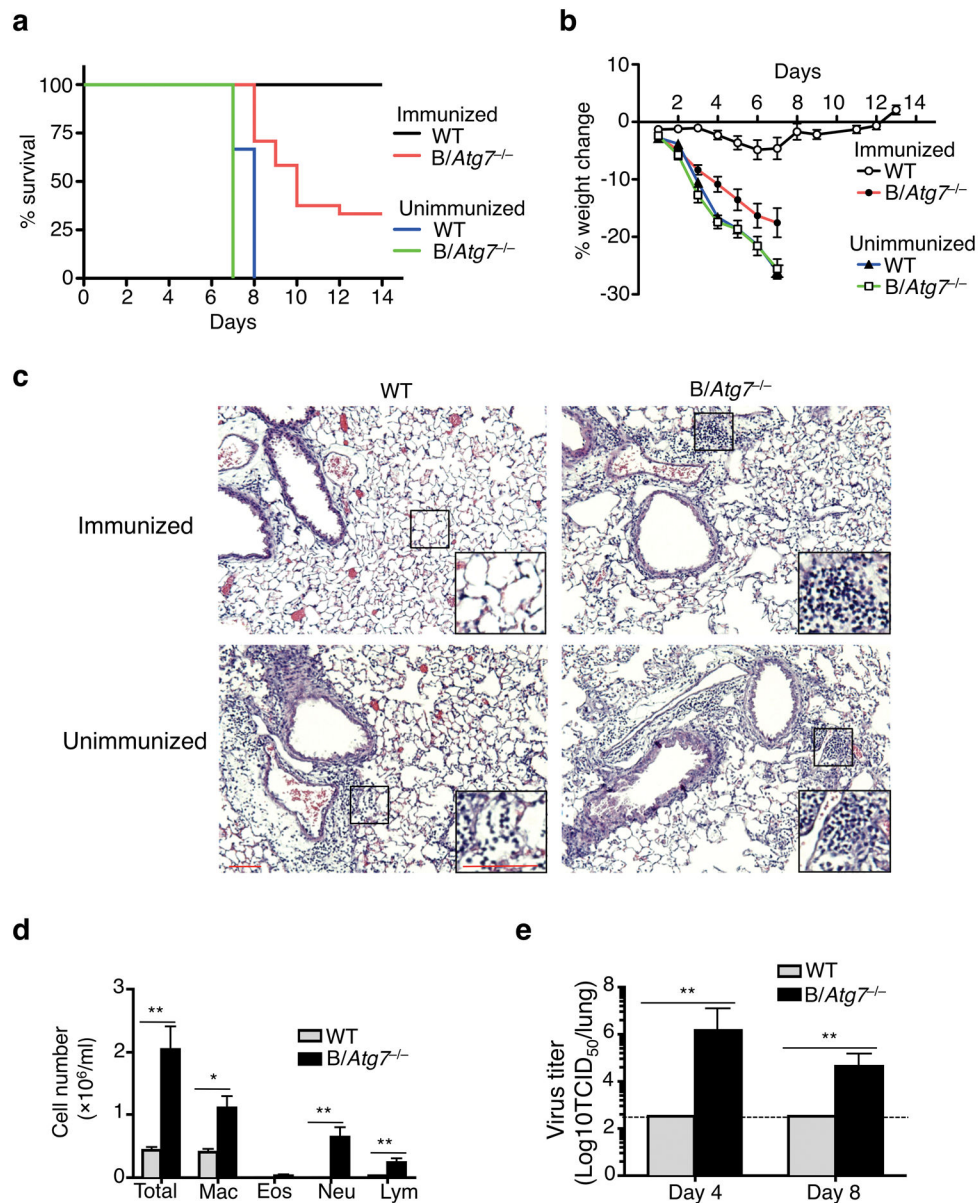 a
100
75
50
25
0
% survival
0 2 4 6 8 10 12 14
Days
Immunized
WT
B/Atg7–/–
Unimmunized
WT
B/Atg7–/–
b
Days
10
0
-10
-20
-30
% weight change
2 4 6 8 10 12 14
Immunized
WT
B/Atg7–/–
Unimmunized
WT
B/Atg7–/–
c
WT B/Atg7–/–
Immunized
Unimmunized
d
3
2
1
0
Cell number
(×10⁶/ml)
WT
B/Atg7–/–
** * ** **
Total Mac Eos Neu Lym
e
8
6
4
2
0
Virus titer
(Log10TCID₅₀/lung)
WT
B/Atg7–/–
** **
Day 4 Day 8